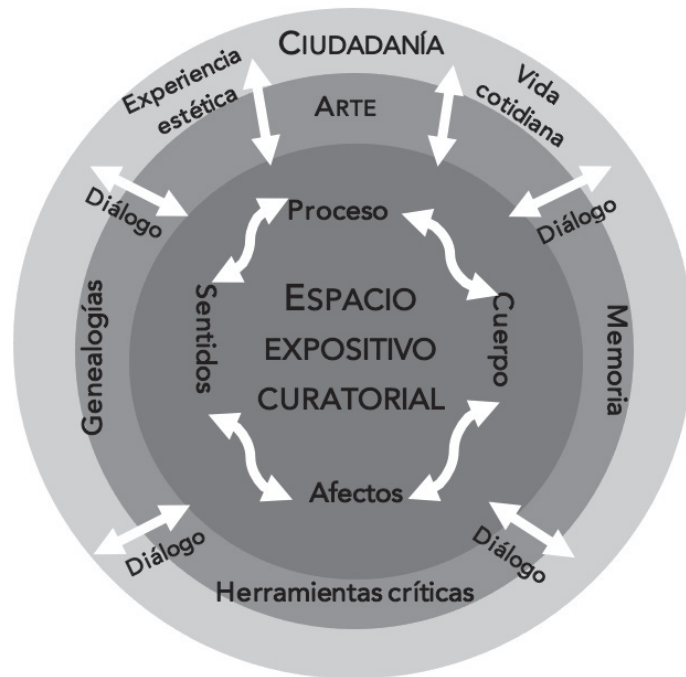 CIUDADANÍA
Experiencia
estética
Vida
cotidiana
ARTE
Diálogo
Diálogo
Proceso
Genealogías
Sentidos
ESPACIO
EXPOSITIVO
CURATORIAL
Cuerpo
Memoria
Afectos
Diálogo
Diálogo
Herramientas críticas